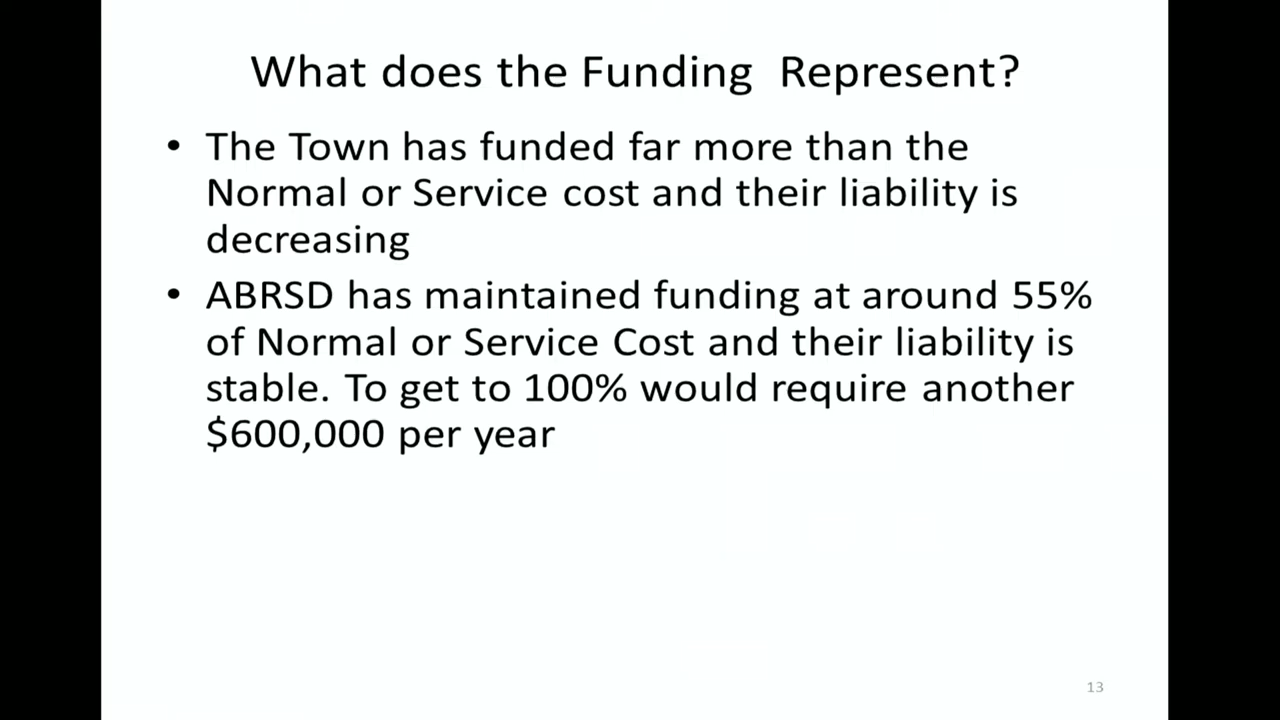 What does the Funding  Represent?
• The Town has funded far more than the
Normal or Service cost and their liability is
decreasing
• ABRSD has maintained funding at around 55%
of Normal or Service Cost and their liability is
stable. To get to 100% would require another
$600,000 per year
13